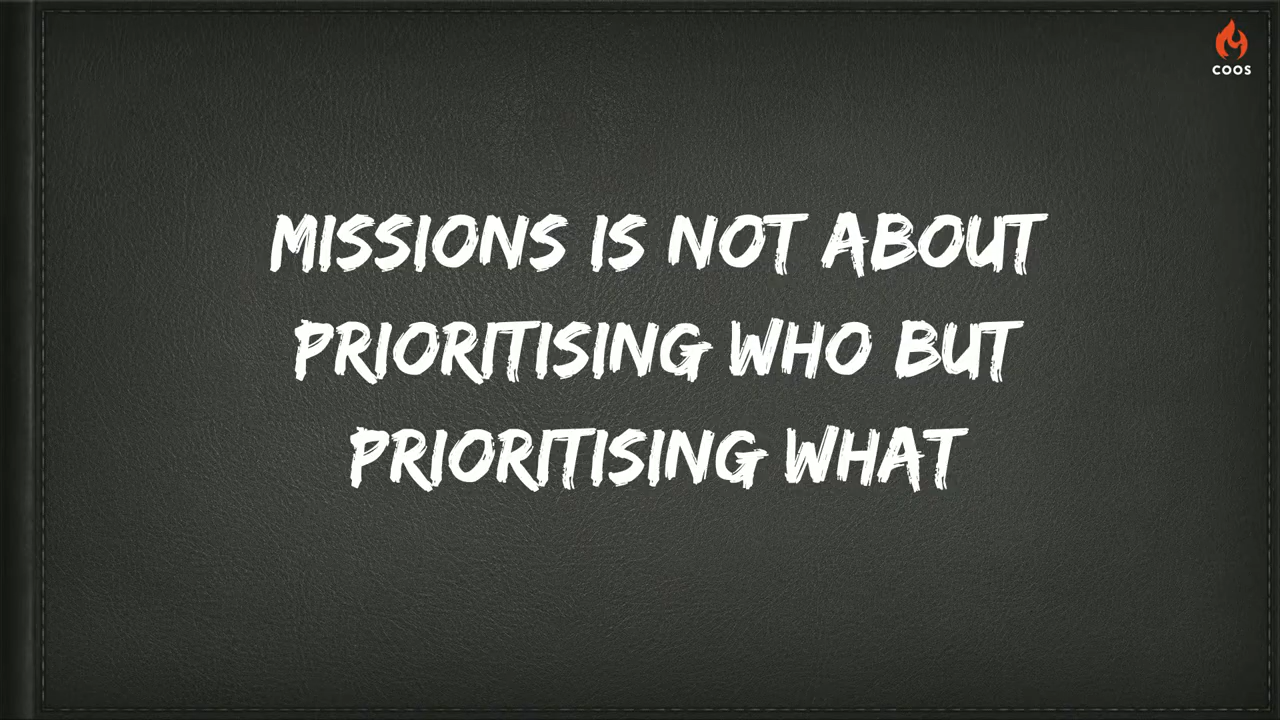 COOS
MISSIONS IS NOT ABOUT
PRIORITISING WHO BUT
PRIORITISING WHAT